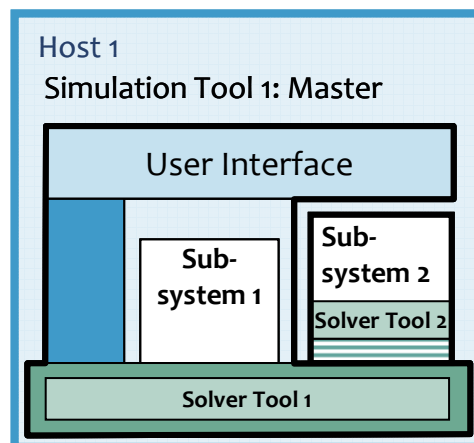 Host 1
Simulation Tool 1: Master
User Interface
Sub-
system 1
Sub-
system 2
Solver Tool 2
Solver Tool 1